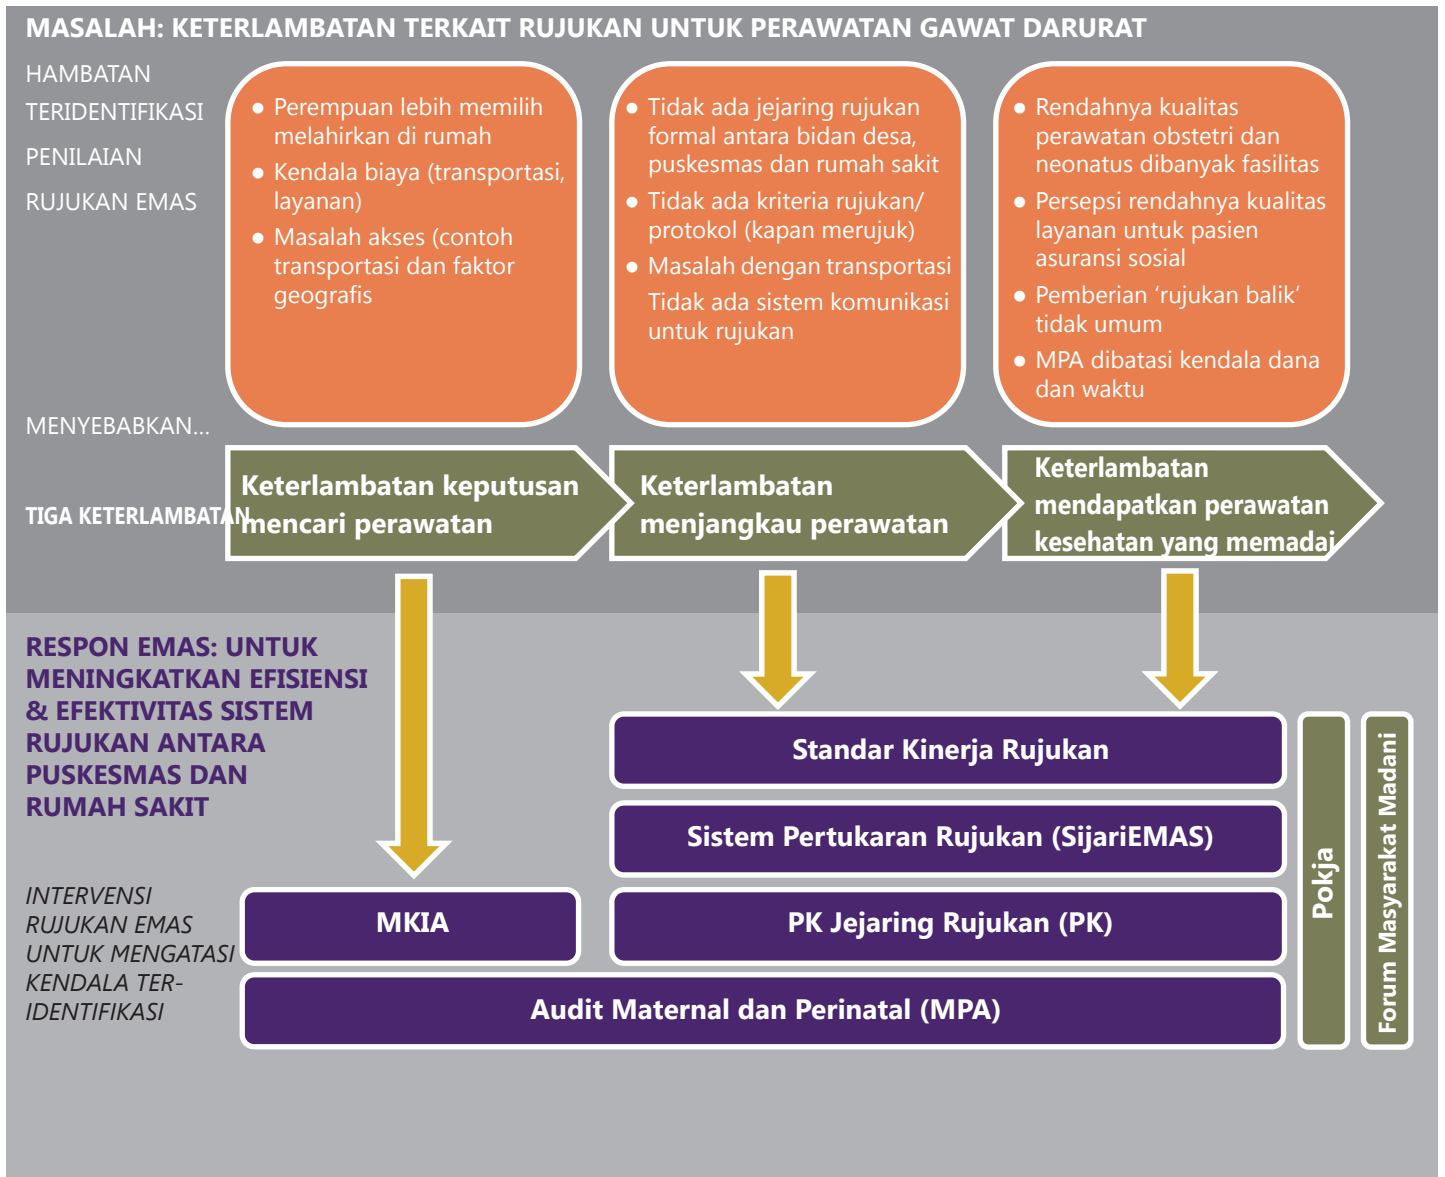 MASALAH: KETERLAMBATAN TERKAIT RUJUKAN UNTUK PERAWATAN GAWAT DARURAT
HAMBATAN
TERIDENTIFIKASI
PENILAIAN
RUJUKAN EMAS
● Perempuan lebih memilih
melahirkan di rumah
● Kendala biaya (transportasi,
layanan)
● Masalah akses (contoh
transportasi dan faktor
geografis
● Tidak ada jejaring rujukan
formal antara bidan desa,
puskesmas dan rumah sakit
● Tidak ada kriteria rujukan/
protokol (kapan merujuk)
● Masalah dengan transportasi
Tidak ada sistem komunikasi
untuk rujukan
● Rendahnya kualitas
perawatan obstetri dan
neonatus dibanyak fasilitas
● Persepsi rendahnya kualitas
layanan untuk pasien
asuransi sosial
● Pemberian ‘rujukan balik’
tidak umum
● MPA dibatasi kendala dana
dan waktu
MENYEBABKAN...
TIGA KETERLAMBATAN
Keterlambatan keputusan
mencari perawatan
Keterlambatan
menjangkau perawatan
Keterlambatan
mendapatkan perawatan
kesehatan yang memadai
RESPON EMAS: UNTUK
MENINGKATKAN EFISIENSI
& EFEKTIVITAS SISTEM
RUJUKAN ANTARA
PUSKESMAS DAN
RUMAH SAKIT
INTERVENSI
RUJUKAN EMAS
UNTUK MENGATASI
KENDALA TER-
IDENTIFIKASI
Standar Kinerja Rujukan
Sistem Pertukaran Rujukan (SijariEMAS)
MKIA
PK Jejaring Rujukan (PK)
Audit Maternal dan Perinatal (MPA)
Pokja
Forum Masyarakat Madani